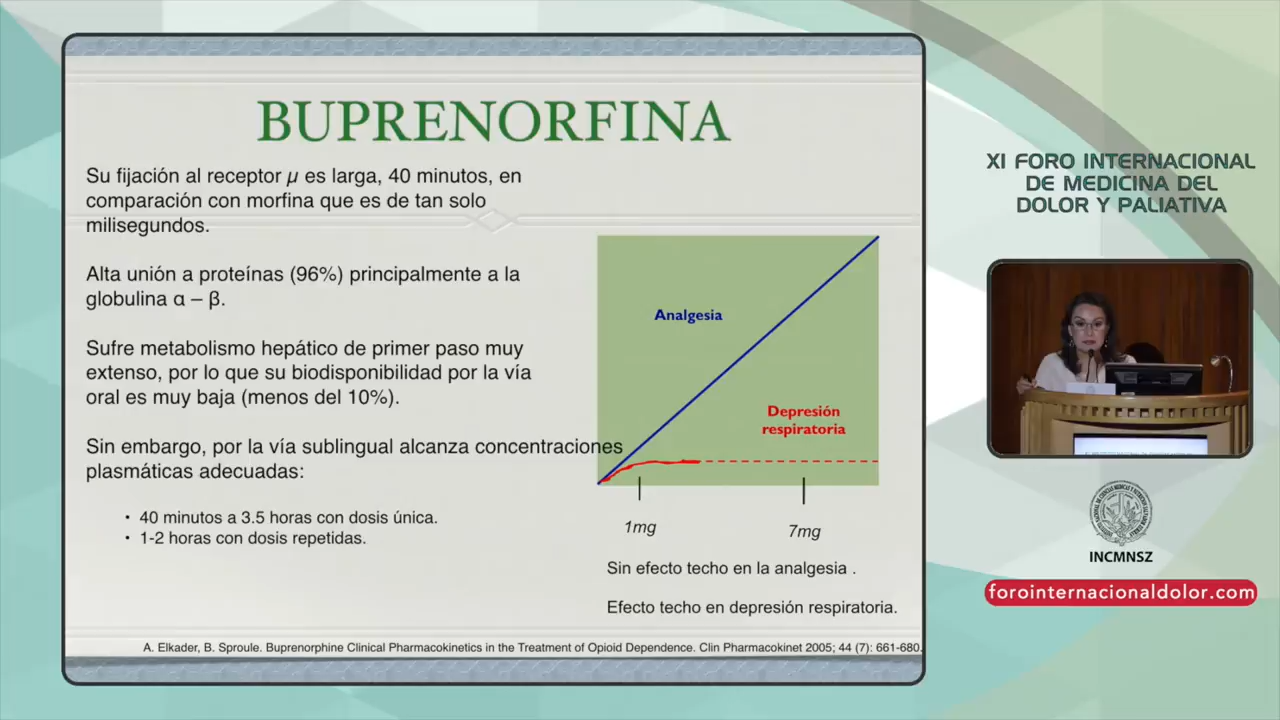 BUPRENORFINA
Su fijación al receptor μ es larga, 40 minutos, en
comparación con morfina que es de tan solo
milisegundos.
Alta unión a proteínas (96%) principalmente a la
globulina α – β.
Sufre metabolismo hepático de primer paso muy
extenso, por lo que su biodisponibilidad por la vía
oral es muy baja (menos del 10%).
Sin embargo, por la vía sublingual alcanza concentraciones
plasmáticas adecuadas:
• 40 minutos a 3.5 horas con dosis única.
• 1-2 horas con dosis repetidas.
Analgesia
Depresión
respiratoria
1mg
7mg
Sin efecto techo en la analgesia .
Efecto techo en depresión respiratoria.
A. Elkader, B. Sproule. Buprenorphine Clinical Pharmacokinetics in the Treatment of Opioid Dependence. Clin Pharmacokinet 2005; 44 (7): 661-680.
XI FORO INTERNACIONAL
DE MEDICINA DEL
DOLOR Y PALIATIVA
INCMNSZ
forointernacionaldolor.com